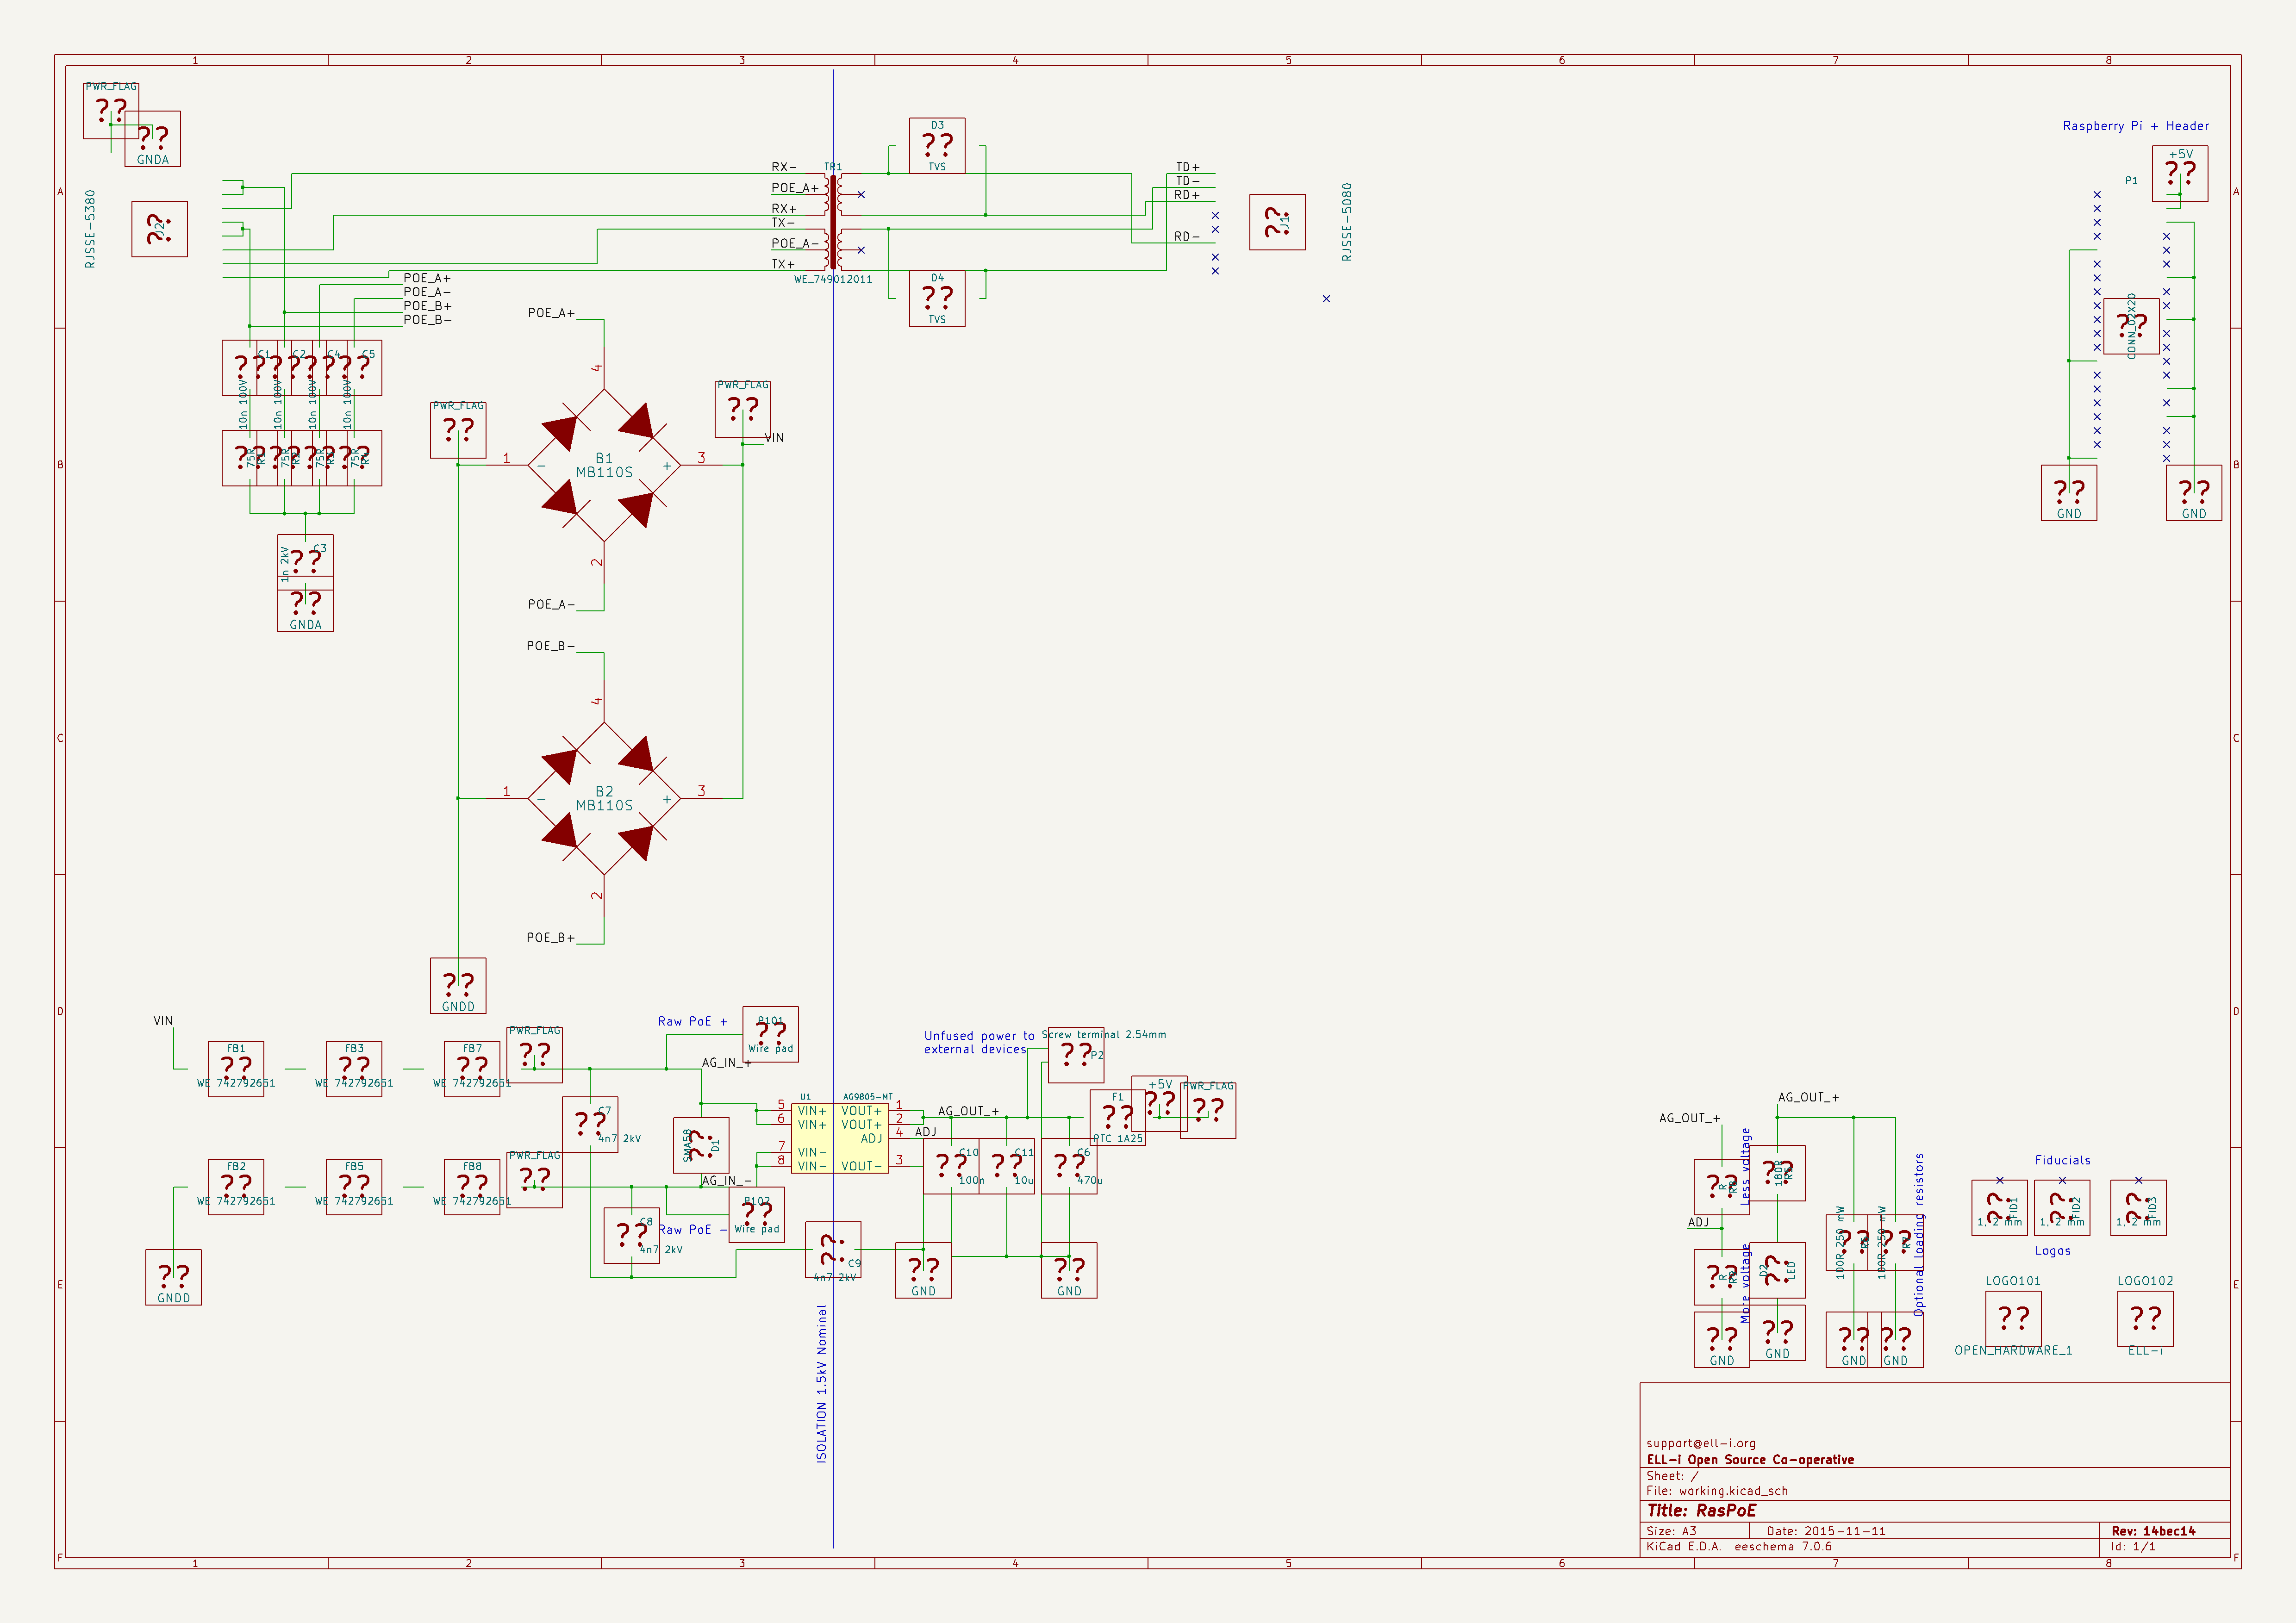 1 2 3 4 5 6 7 8
A
B
C
D
E
F
PWR_FLAG
??
??
GNDA
RJSSE-5380
??
J2
RX-
POE_A+
RX+
TX-
POE_A-
TX+
TR1
WE_749012011
D3
??
TVS
D4
??
TVS
TD+
TD-
RD+
RD-
??
J1
RJSSE-5080
Raspberry Pi + Header
+5V
??
P1
CONN_02X20
??
??
GND
??
GND
POE_A+
POE_A-
POE_B+
POE_B-
C1
C2
C4
C5
10n 100V
10n 100V
10n 100V
10n 100V
75R
75R
75R
75R
C3
1n 2kV
??
??
GNDA
POE_A+
4
PWR_FLAG
??
PWR_FLAG
??
VIN
1
-
B1
MB110S
+
3
2
POE_A-
POE_B-
4
1
-
B2
MB110S
+
3
2
POE_B+
??
GNDD
VIN
FB1
??
WE 742792651
FB3
??
WE 742792651
FB7
??
WE 742792651
PWR_FLAG
??
Raw PoE +
P101
??
Wire pad
AG_IN_+
C7
??
4n7 2kV
SMA58
??
D1
FB2
??
WE 742792651
FB5
??
WE 742792651
FB8
??
WE 742792651
PWR_FLAG
??
AG_IN_-
C8
??
4n7 2kV
Raw PoE -
P102
??
Wire pad
??
GNDD
??
C9
4n7 2kV
ISOLATION 1.5kV Nominal
U1
AG9805-MT
5 VIN+ VOUT+ 1
6 VIN+ VOUT+ 2
ADJ 4
7 VIN-
8 VIN- VOUT- 3
AG_OUT_+
ADJ
Unfused power to
external devices
Screw terminal 2.54mm
??
P2
F1
??
PTC 1A25
+5V
??
PWR_FLAG
??
C10
??
100n
C11
??
10u
C6
??
470u
??
GND
??
GND
AG_OUT_+
AG_OUT_+
Less voltage
R
??
180R
??
ADJ
More voltage
R
??
D2
??
LED
100R 250 mW
??
100R 250 mW
??
Optional loading resistors
??
GND
??
GND
??
GND
??
GND
Fiducials
??
FID1
1, 2 mm
??
FID2
1, 2 mm
??
FID3
1, 2 mm
Logos
LOGO101
??
OPEN_HARDWARE_1
LOGO102
??
ELL-i
support@ell-i.org
ELL-i Open Source Co-operative
Sheet: /
File: working.kicad_sch
Title: RasPoE
Size: A3 Date: 2015-11-11 Rev: 14bec14
KiCad E.D.A. eeschema 7.0.6 Id: 1/1
1 2 3 4 5 6 7 8